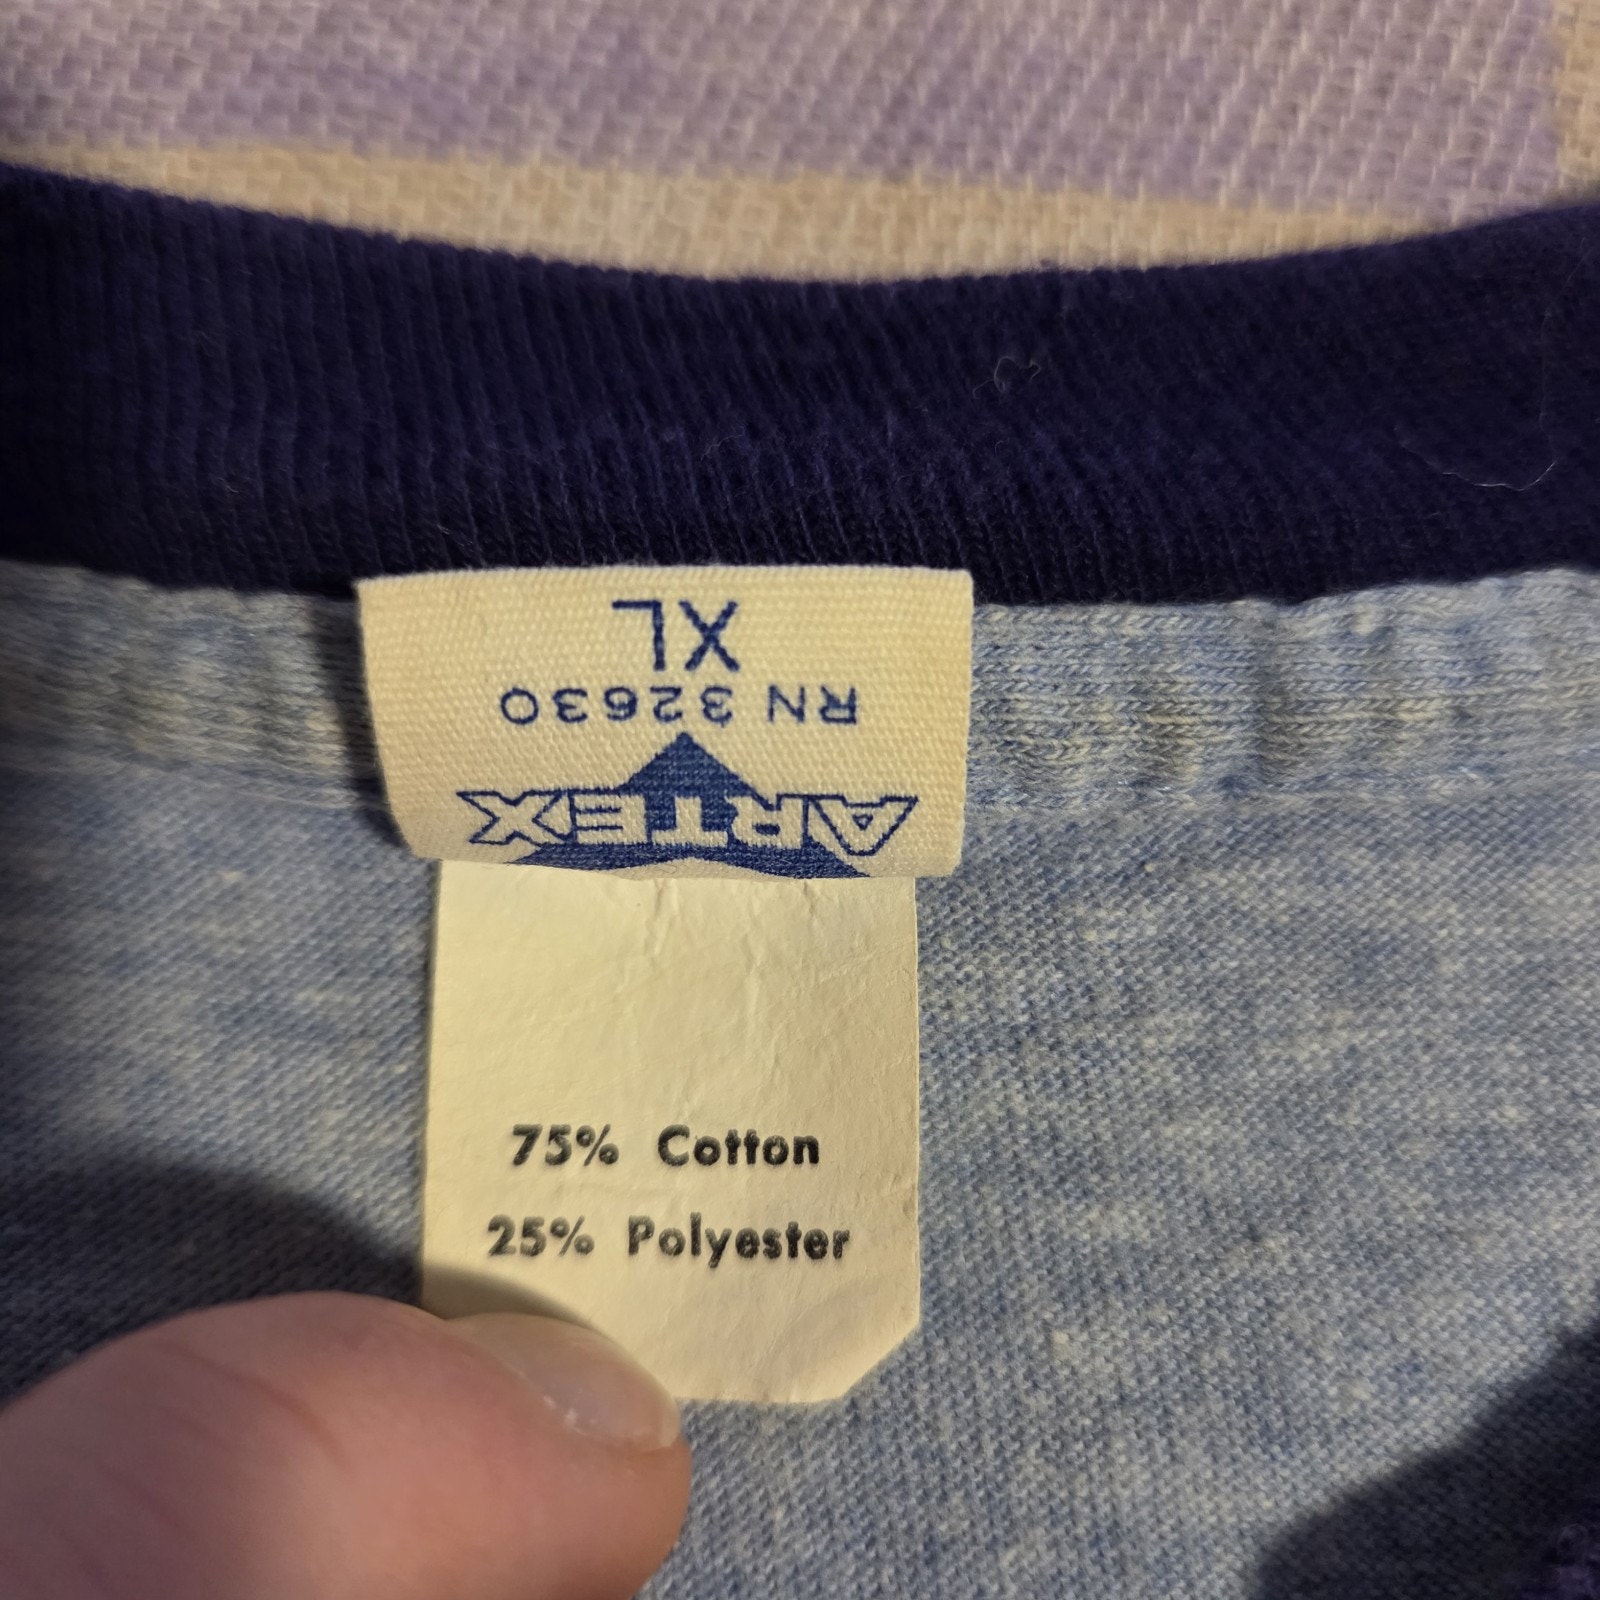 ARTEX
RN 32630
XL
75% Cotton
25% Polyester